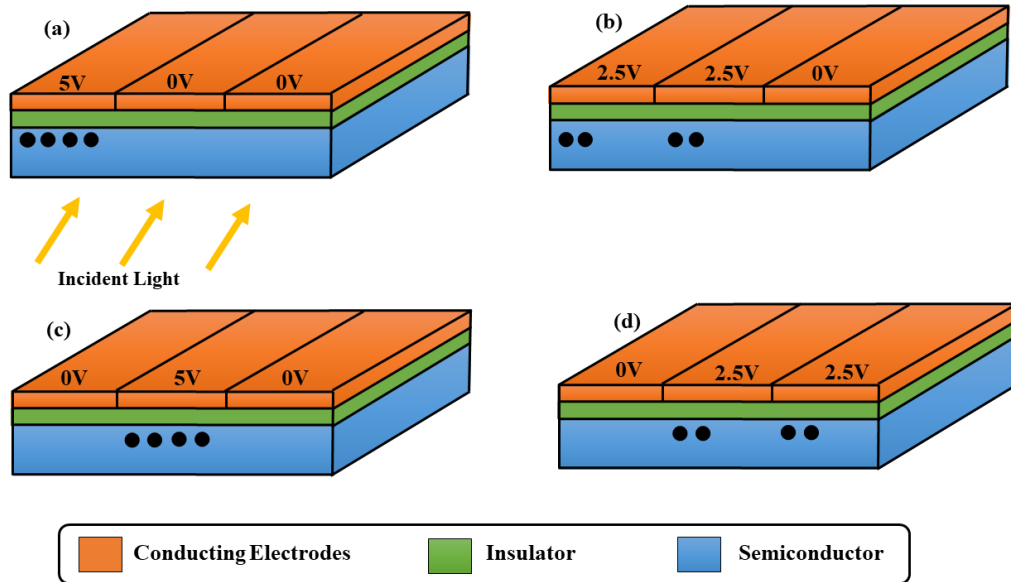 (a)
5V 0V 0V
Incident Light
(b)
2.5V 2.5V 0V
(c)
0V 5V 0V
(d)
0V 2.5V 2.5V
Conducting Electrodes Insulator Semiconductor